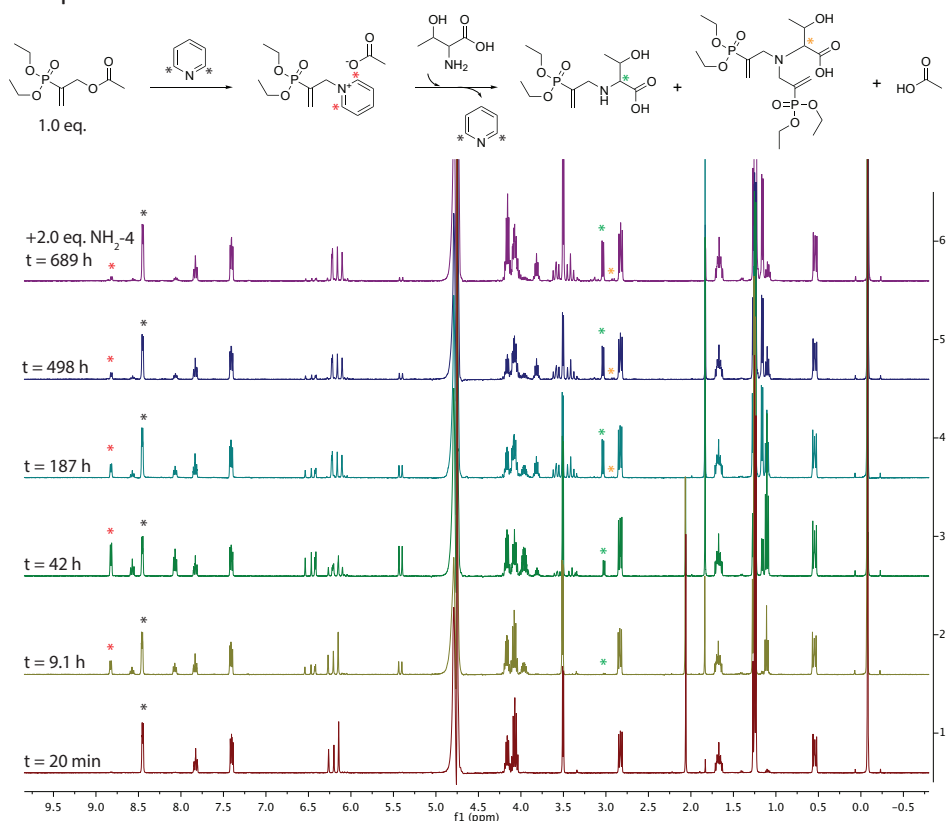 O OH
O O O O OH
P P O N⁺ O⁻ OH P OH P N * O
O O O * * O NH₂ O N H * O OH OH
1.0 eq. * N * + O=P-O + HO O
* N * O
+2.0 eq. NH₂-4
t = 689 h
* * * *
6
t = 498 h
* * * *
5
t = 187 h
* * * *
4
t = 42 h
* * *
3
t = 9.1 h
* * *
2
t = 20 min
*
1
9.5 9.0 8.5 8.0 7.5 7.0 6.5 6.0 5.5 5.0 4.5 4.0 3.5 3.0 2.5 2.0 1.5 1.0 0.5 0.0 -0.5
f1 (ppm)